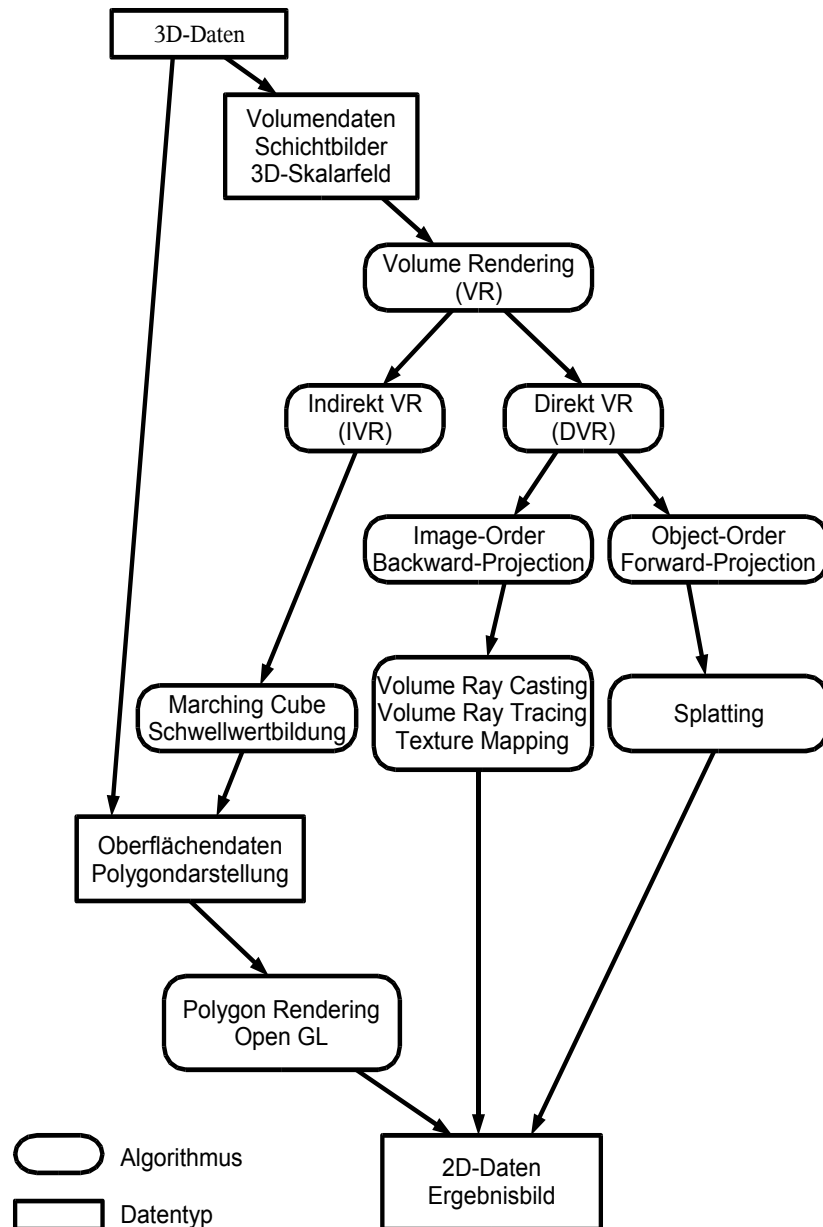 3D-Daten
Volumendaten
Schichtbilder
3D-Skalarfeld
Volume Rendering
(VR)
Indirekt VR
(IVR)
Direkt VR
(DVR)
Image-Order
Backward-Projection
Object-Order
Forward-Projection
Marching Cube
Schwellwertbildung
Volume Ray Casting
Volume Ray Tracing
Texture Mapping
Splatting
Oberflächendaten
Polygondarstellung
Polygon Rendering
Open GL
Algorithmus
Datentyp
2D-Daten
Ergebnisbild